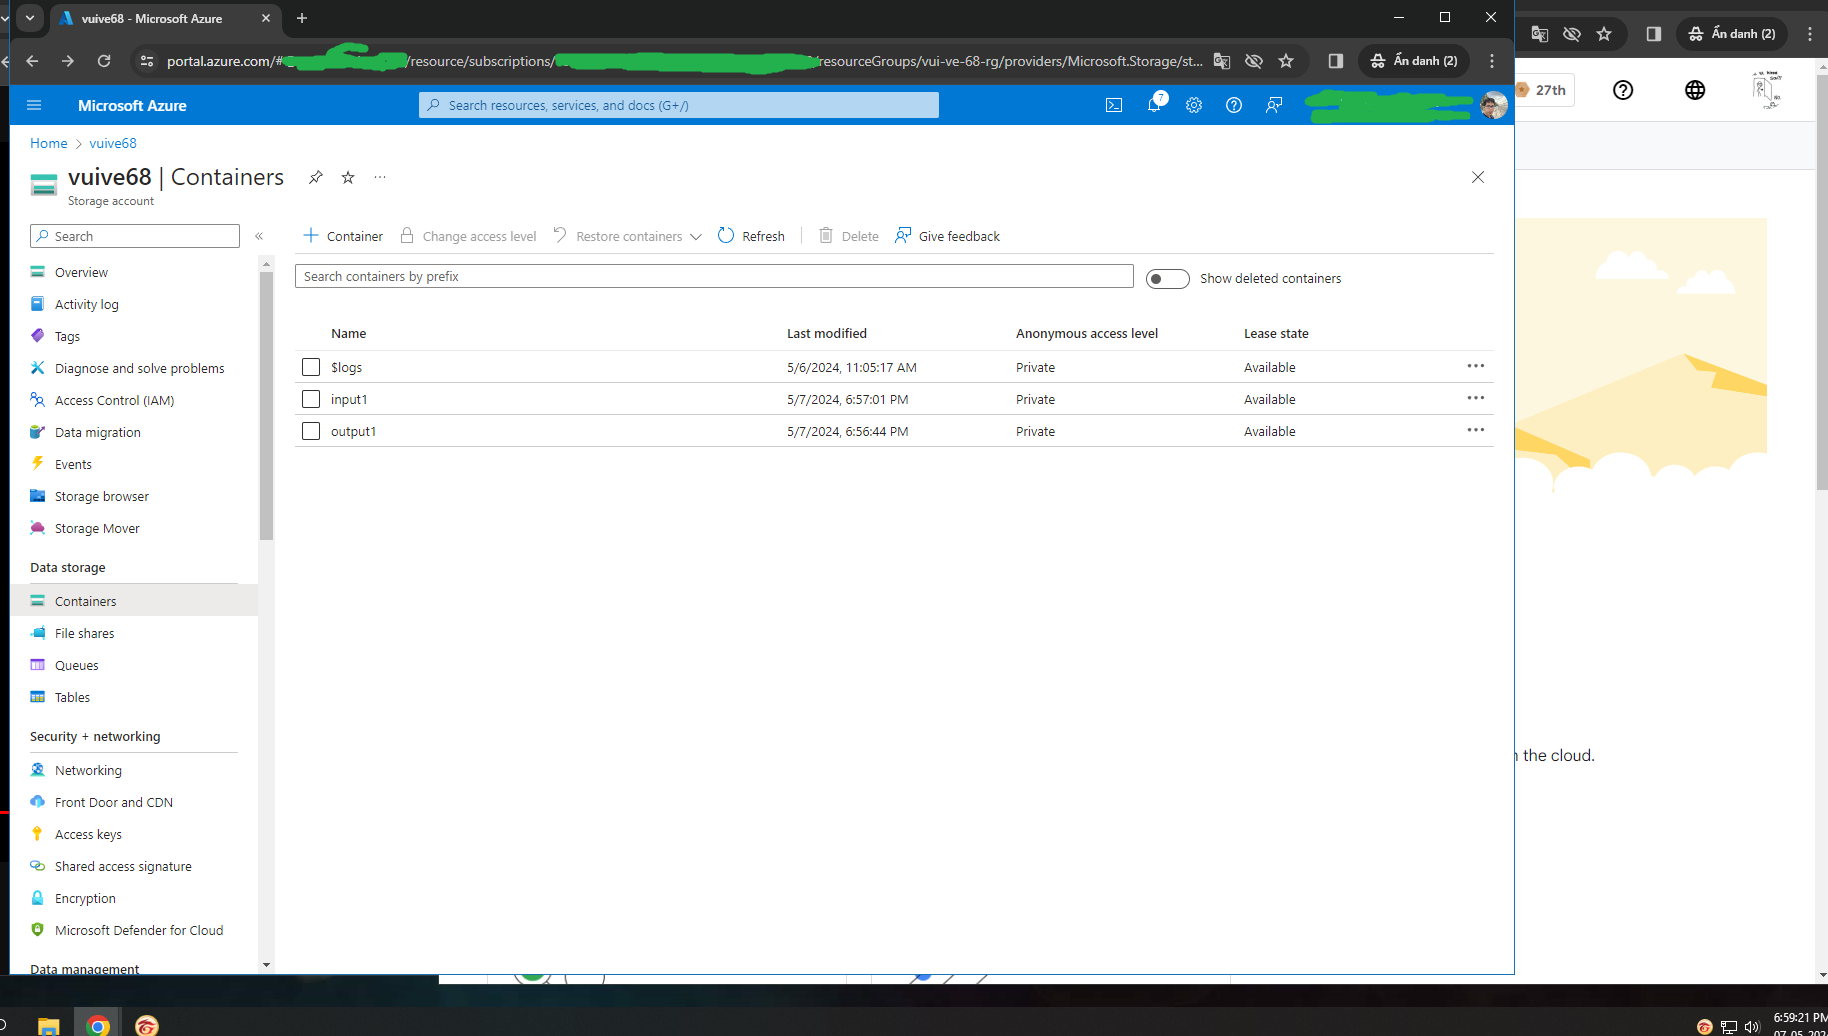 vuive68 - Microsoft Azure
portal.azure.com/#
/resource/subscriptions/
resourceGroups/vui-ve-68-rg/providers/Microsoft.Storage/st...
Ẩn danh (2)
Ẩn danh (2)
Microsoft Azure
Search resources, services, and docs (G+/)
7
27th
Home > vuive68
vuive68 | Containers
Storage account
Search
Container
Change access level
Restore containers
Refresh
Delete
Give feedback
Search containers by prefix
Show deleted containers
Name Last modified Anonymous access level Lease state
$logs 5/6/2024, 11:05:17 AM Private Available
input1 5/7/2024, 6:57:01 PM Private Available
output1 5/7/2024, 6:56:44 PM Private Available
Overview
Activity log
Tags
Diagnose and solve problems
Access Control (IAM)
Data migration
Events
Storage browser
Storage Mover
Data storage
Containers
File shares
Queues
Tables
Security + networking
Networking
Front Door and CDN
Access keys
Shared access signature
Encryption
Microsoft Defender for Cloud
Data management
the cloud.
6:59:21 PM